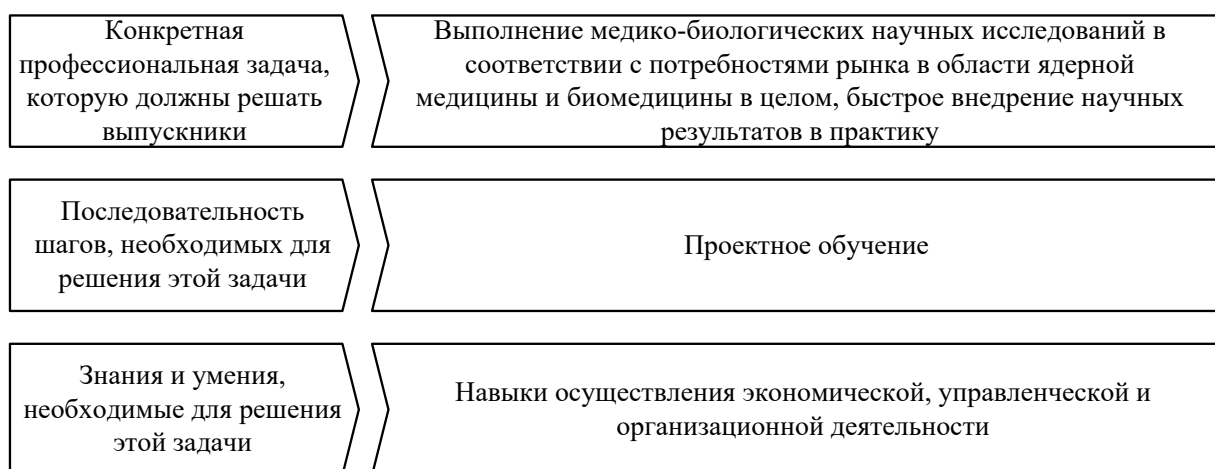 Конкретная
профессиональная задача,
которую должны решать
выпускники
Выполнение медико-биологических научных исследований в
соответствии с потребностями рынка в области ядерной
медицины и биомедицины в целом, быстрое внедрение научных
результатов в практику
Последовательность
шагов, необходимых для
решения этой задачи
Проектное обучение
Знания и умения,
необходимые для решения
этой задачи
Навыки осуществления экономической, управленческой и
организационной деятельности